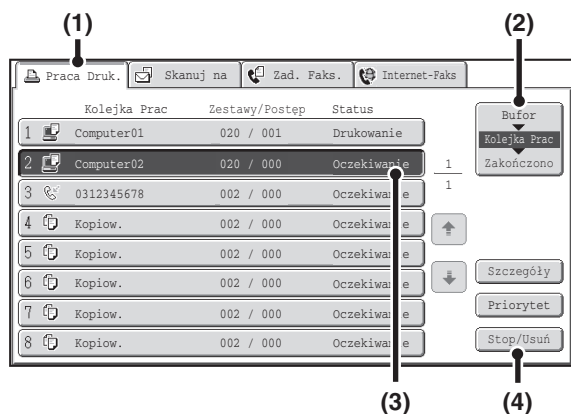 (1) (2)
Praca Druk. Skanuj na Zad. Faks. Internet-Faks
Kolejka Prac Zestawy/Postęp Status
1 Computer01 020 / 001 Drukowanie
2 Computer02 020 / 000 Oczekiwanie
3 0312345678 002 / 000 Oczekiwanie
4 Kopiow. 002 / 000 Oczekiwanie
5 Kopiow. 002 / 000 Oczekiwanie
6 Kopiow. 002 / 000 Oczekiwanie
7 Kopiow. 002 / 000 Oczekiwanie
8 Kopiow. 002 / 000 Oczekiwanie
1
1
Bufor
Kolejka Prac
Zakończono
Szczegóły
Priorytet
Stop/Usuń
(3) (4)